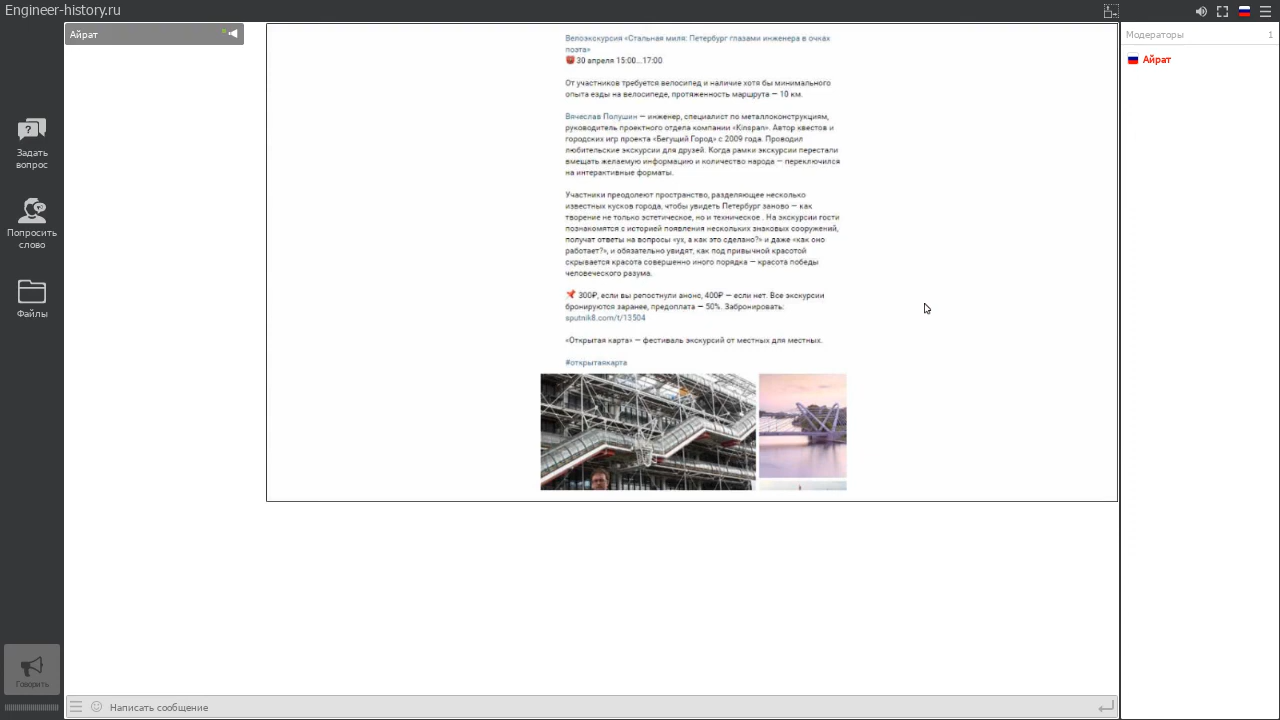 Engineer-history.ru
Айрат
Модераторы 1
Айрат
Велоэкскурсия «Стальная миля: Петербург глазами инженера в очках
поэта»
30 апреля 15:00...17:00
От участников требуется велосипед и наличие хотя бы минимального
опыта езды на велосипеде, протяженность маршрута — 10 км.
Вячеслав Полушин — инженер, специалист по металлоконструкциям,
руководитель проектного отдела компании «Kinspan». Автор квестов и
городских игр проекта «Бегущий Город» с 2009 года. Проводил
любительские экскурсии для друзей. Когда рамки экскурсии перестали
вмещать желаемую информацию и количество народа — переключился
на интерактивные форматы.
Участники преодолеют пространство, разделяющее несколько
известных кусков города, чтобы увидеть Петербург заново — как
творение не только эстетическое, но и техническое . На экскурсии гости
познакомятся с историей появления нескольких знаковых сооружений,
получат ответы на вопросы «ух, а как это сделано?» и даже «как оно
работает?», и обязательно увидят, как под привычной красотой
скрывается красота совершенно иного порядка — красота победы
человеческого разума.
300₽, если вы репостнули анонс, 400₽ — если нет. Все экскурсии
бронируются заранее, предоплата — 50%. Забронировать:
sputnik8.com/t/13504
«Открытая карта» — фестиваль экскурсий от местных для местных.
#открытаякарта
Задать
вопрос
Попросить
слово
Файлы
Говорить
Написать сообщение